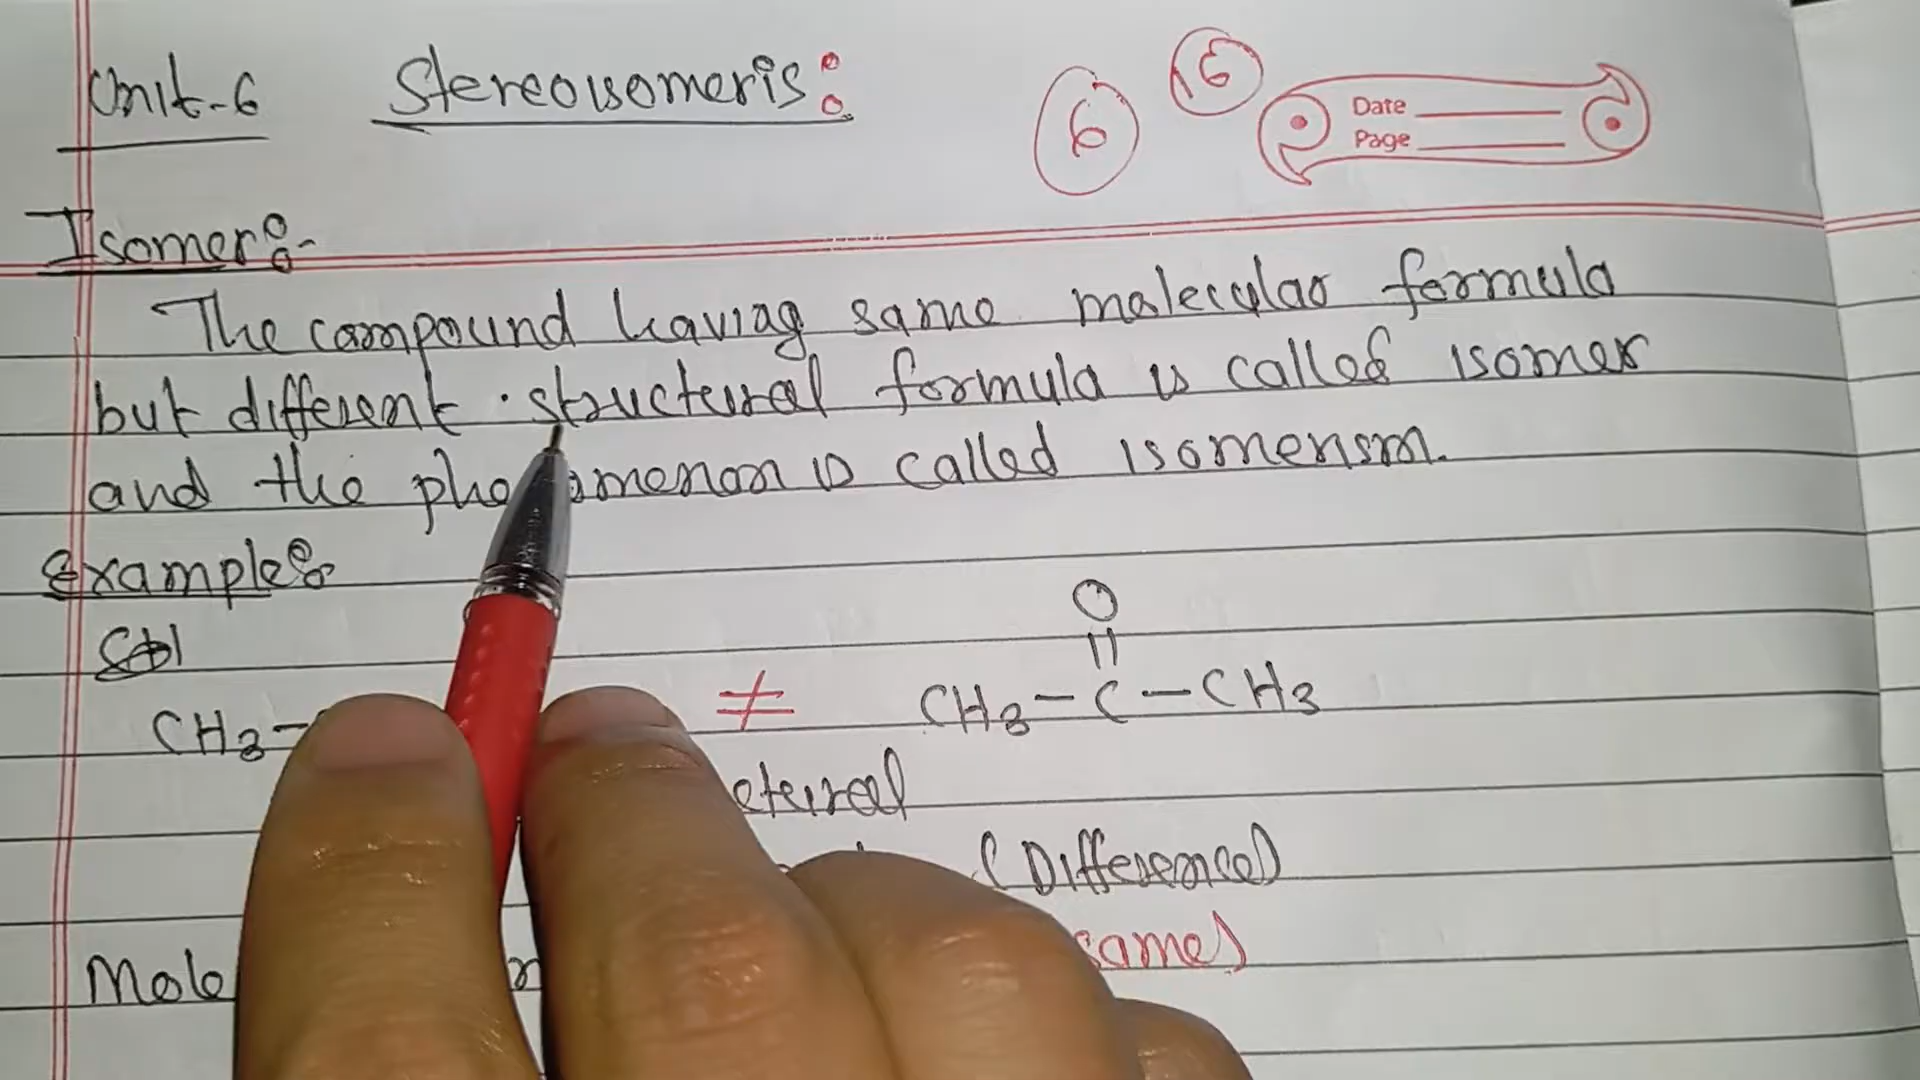 Unit-6 Stereoisomeris:
6
16
Date
Page
Isomer:-
The compound having same molecular formula
but different structural formula is called isomer
and the phenomenon is called isomerism.
Example:
O
CH3- ≠ CH3-C-CH3
ctural
(Difference)
Mole same)